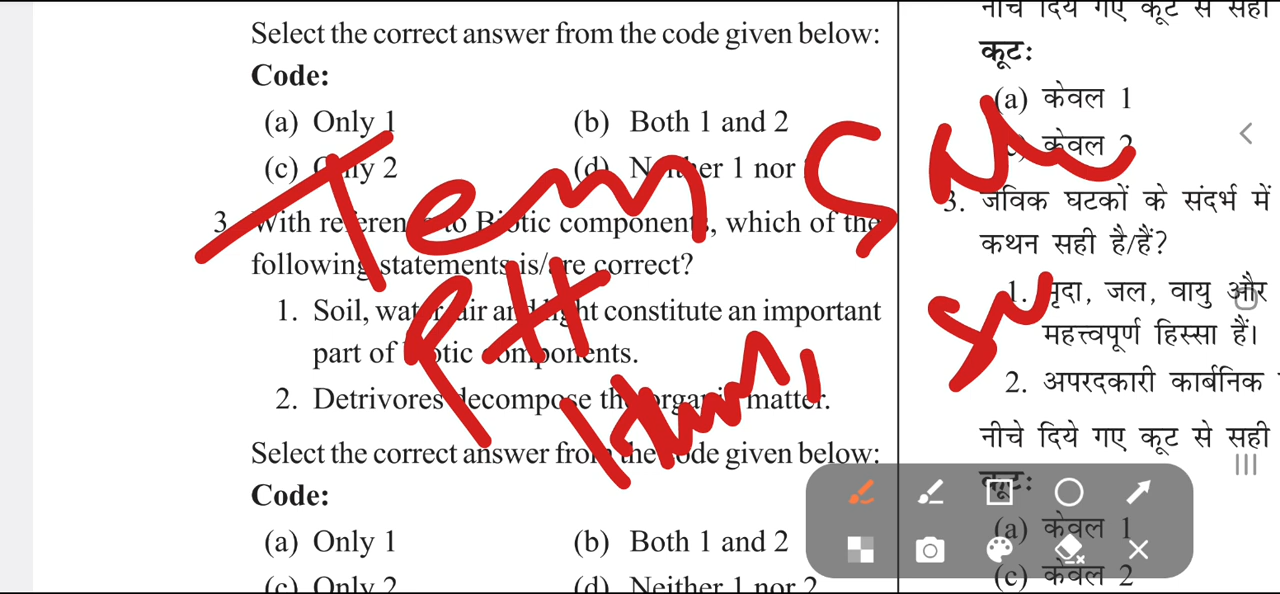 Select the correct answer from the code given below:
Code:
(a) Only 1 (b) Both 1 and 2
(c) Only 2 (d) Neither 1 nor
3. With reference to Biotic components, which of the
following statements is/are correct?
1. Soil, water, air and light constitute an important
part of biotic components.
2. Detrivores decompose the organic matter.
Select the correct answer from the code given below:
Code:
(a) Only 1 (b) Both 1 and 2
(c) Only 2 (d) Neither 1 nor 2
नीचे दिये गए कूट से सही
कूटः
(a) केवल 1
(c) केवल 2
3. जैविक घटकों के संदर्भ में
कथन सही है/हैं?
1. मृदा, जल, वायु और
महत्त्वपूर्ण हिस्सा हैं।
2. अपरदकारी कार्बनिक
नीचे दिये गए कूट से सही
कूटः
(a) केवल 1
(c) केवल 2
Tem
PH